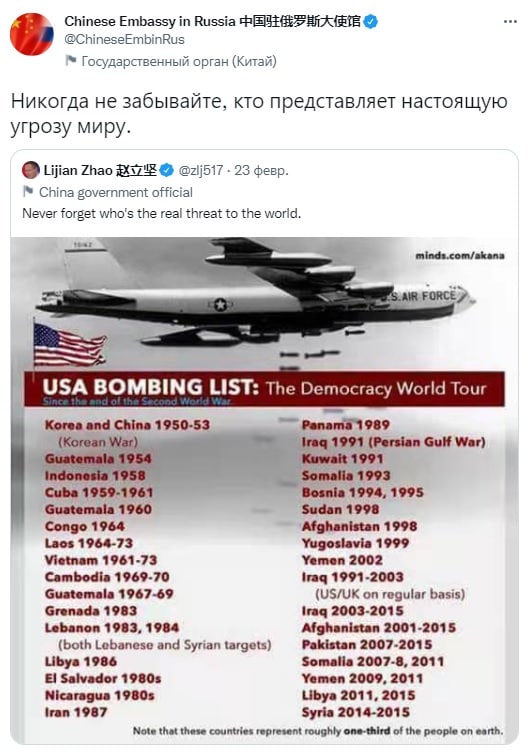 Chinese Embassy in Russia 中国驻俄罗斯大使馆
@ChineseEmbinRus
Государственный орган (Китай)
Никогда не забывайте, кто представляет настоящую
угрозу миру.
Lijian Zhao 赵立坚 @zlj517 · 23 февр.
China government official
Never forget who's the real threat to the world.
minds.com/akana
U.S. AIR FORCE
USA BOMBING LIST: The Democracy World Tour
Since the end of the Second World War
Korea and China 1950-53
(Korean War)
Guatemala 1954
Indonesia 1958
Cuba 1959-1961
Guatemala 1960
Congo 1964
Laos 1964-73
Vietnam 1961-73
Cambodia 1969-70
Guatemala 1967-69
Grenada 1983
Lebanon 1983, 1984
(both Lebanese and Syrian targets)
Libya 1986
El Salvador 1980s
Nicaragua 1980s
Iran 1987
Panama 1989
Iraq 1991 (Persian Gulf War)
Kuwait 1991
Somalia 1993
Bosnia 1994, 1995
Sudan 1998
Afghanistan 1998
Yugoslavia 1999
Yemen 2002
Iraq 1991-2003
(US/UK on regular basis)
Iraq 2003-2015
Afghanistan 2001-2015
Pakistan 2007-2015
Somalia 2007-8, 2011
Yemen 2009, 2011
Libya 2011, 2015
Syria 2014-2015
Note that these countries represent roughly one-third of the people on earth.